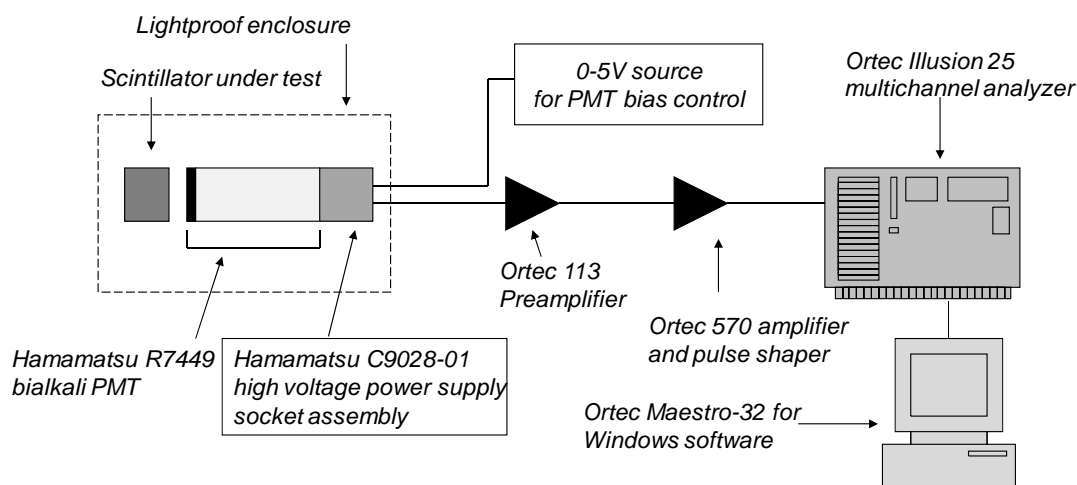 Lightproof enclosure
Scintillator under test
0-5V source
for PMT bias control
Ortec Illusion 25
multichannel analyzer
Ortec 113
Preamplifier
Ortec 570 amplifier
and pulse shaper
Hamamatsu R7449
bialkali PMT
Hamamatsu C9028-01
high voltage power supply
socket assembly
Ortec Maestro-32 for
Windows software